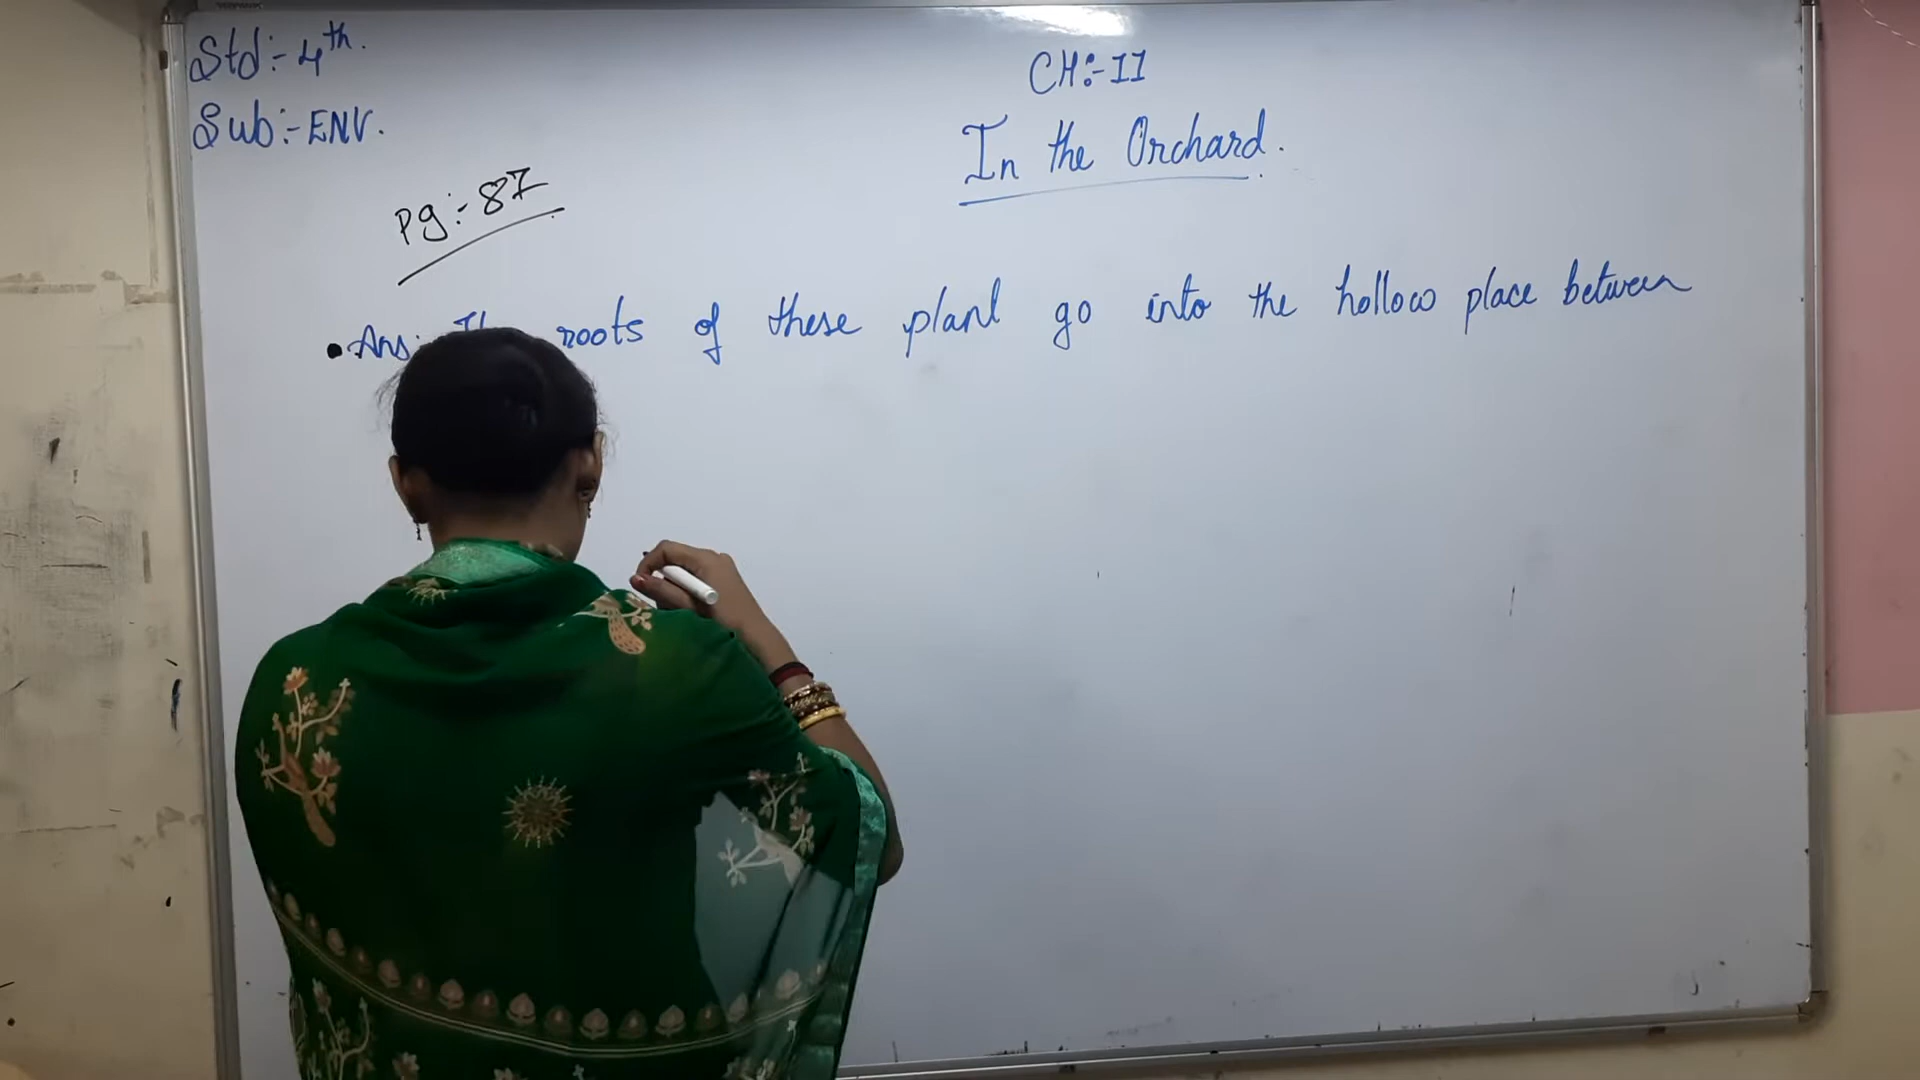 Std:- 4th.
Sub:- ENV.
CH:- 11
In the Orchard.
Pg:- 87
• Ans: roots of these plant go into the hollow place between